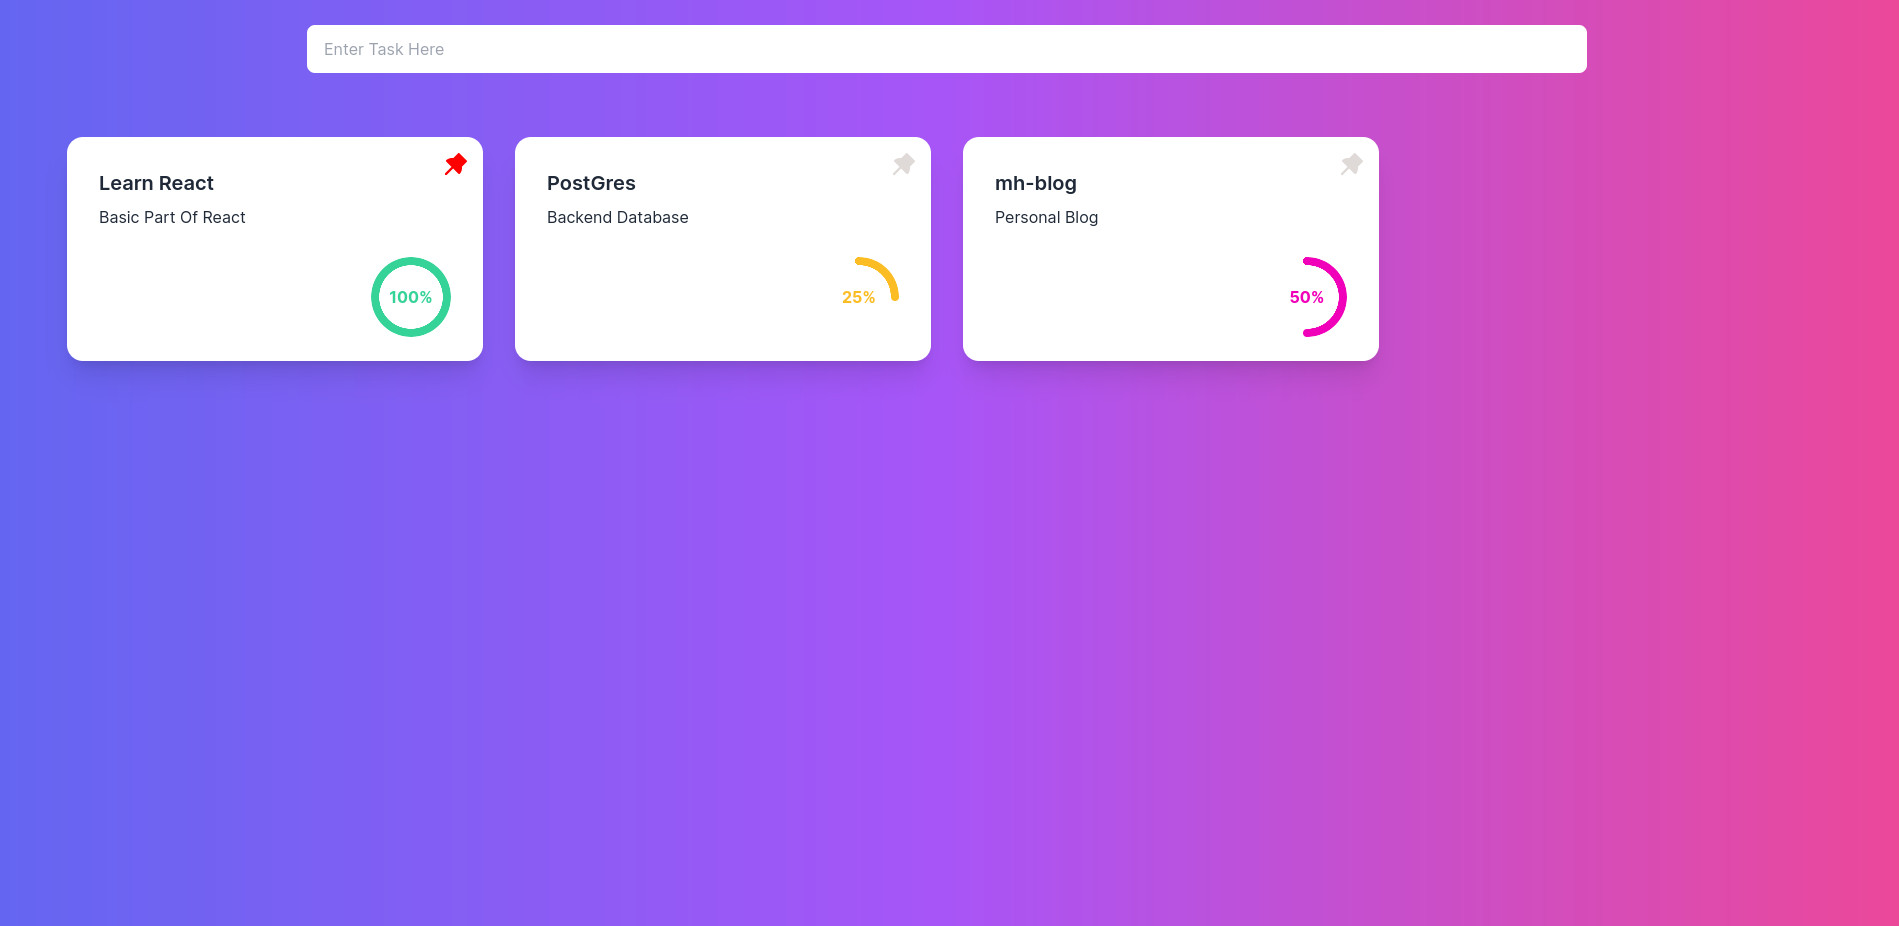 Enter Task Here
Learn React
Basic Part Of React
100%
PostGres
Backend Database
25%
mh-blog
Personal Blog
50%